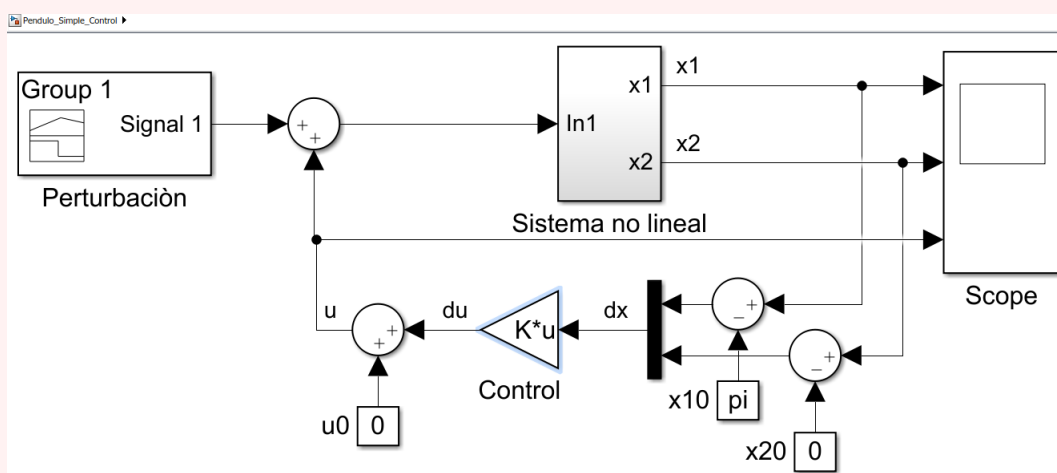 Pendulo_Simple_Control
Group 1
Signal 1
Perturbaciòn
+
+
In1
x1
x2
Sistema no lineal
x1
x2
Scope
u
+
+
du
K*u
Control
dx
+
−
+
−
x10
pi
u0
0
x20
0